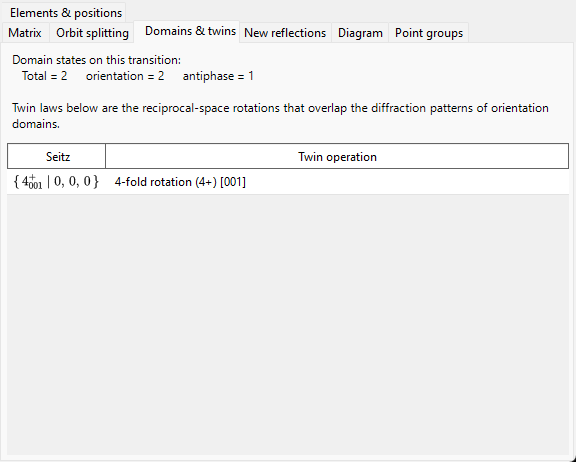 Elements & positions
Matrix Orbit splitting Domains & twins New reflections Diagram Point groups
Domain states on this transition:
Total = 2 orientation = 2 antiphase = 1
Twin laws below are the reciprocal-space rotations that overlap the diffraction patterns of orientation
domains.
Seitz Twin operation
{ 4⁺₀₀₁ | 0, 0, 0 } 4-fold rotation (4+) [001]